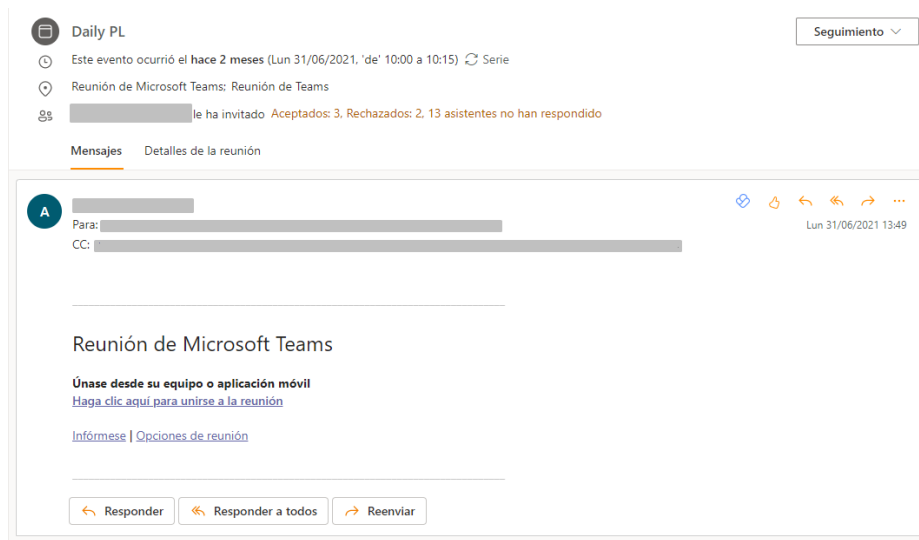 Daily PL
Seguimiento
Este evento ocurrió el hace 2 meses (Lun 31/06/2021, 'de' 10:00 a 10:15) Serie
Reunión de Microsoft Teams; Reunión de Teams
le ha invitado Aceptados: 3, Rechazados: 2, 13 asistentes no han respondido
Mensajes Detalles de la reunión
A
Para:
Lun 31/06/2021 13:49
CC:
Reunión de Microsoft Teams
Únase desde su equipo o aplicación móvil
Haga clic aquí para unirse a la reunión
Infórmese | Opciones de reunión
Responder Responder a todos Reenviar